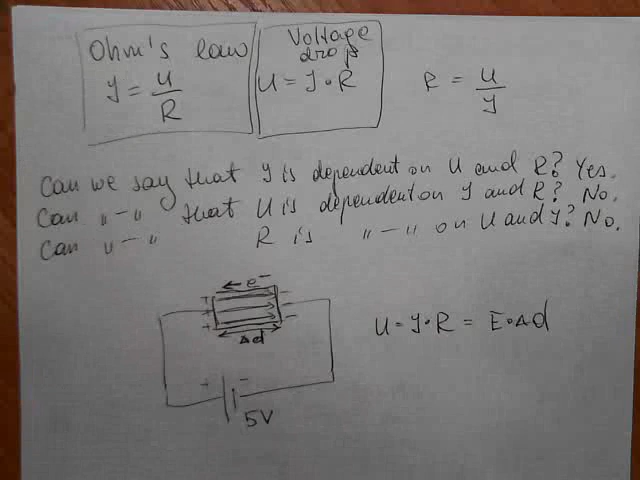 Ohm's law
I = U/R
Voltage
drop
U = I · R
R = U/I
Can we say that I is dependent on U and R? Yes.
Can „—„ that U is dependent on I and R? No.
Can „—„ R is „—„ on U and I? No.
← e⁻
+ −
+ −
+ −
Δd
U = I · R = E · Δd
+ −
5V